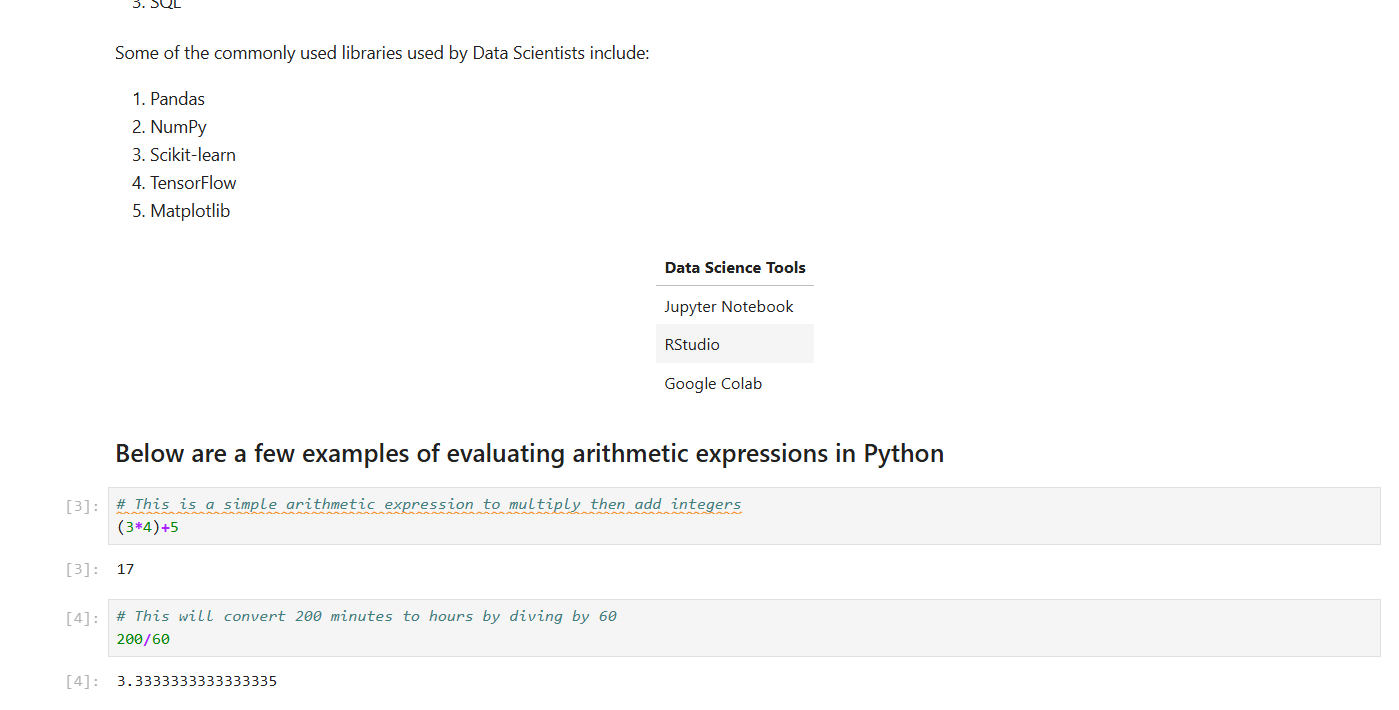 3. SQL
Some of the commonly used libraries used by Data Scientists include:
1. Pandas
2. NumPy
3. Scikit-learn
4. TensorFlow
5. Matplotlib
Data Science Tools
Jupyter Notebook
RStudio
Google Colab
Below are a few examples of evaluating arithmetic expressions in Python
[3]: # This is a simple arithmetic expression to multiply then add integers
(3*4)+5
[3]: 17
[4]: # This will convert 200 minutes to hours by diving by 60
200/60
[4]: 3.3333333333333335